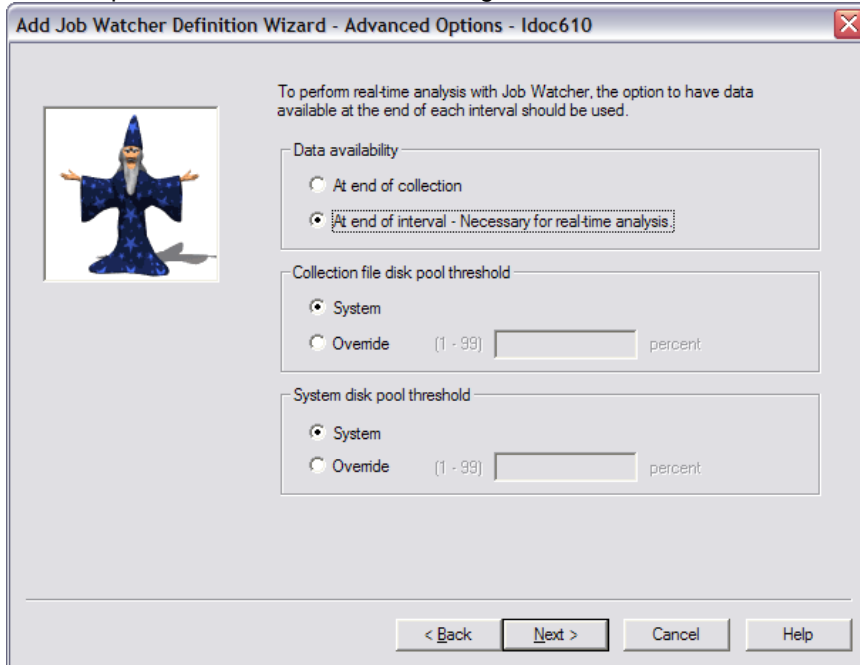 Add Job Watcher Definition Wizard - Advanced Options - Idoc610
To perform real-time analysis with Job Watcher, the option to have data
available at the end of each interval should be used.
Data availability
At end of collection
At end of interval - Necessary for real-time analysis.
Collection file disk pool threshold
System
Override (1 - 99) percent
System disk pool threshold
System
Override (1 - 99) percent
< Back Next > Cancel Help